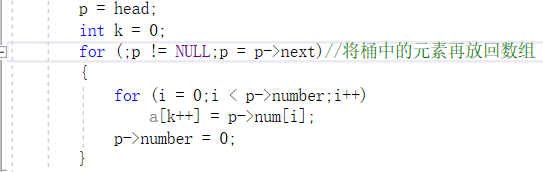 p = head;
int k = 0;
for (;p != NULL;p = p->next)//将桶中的元素再放回数组
{
for (i = 0;i < p->number;i++)
a[k++] = p->num[i];
p->number = 0;
}